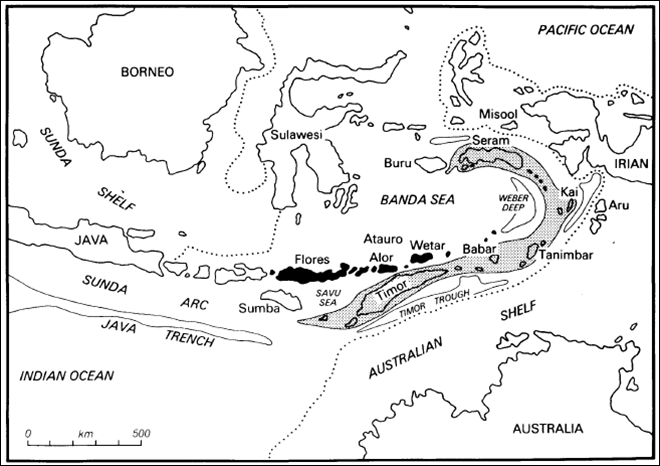 PACIFIC OCEAN
BORNEO
Misool
Sulawesi
Seram
SUNDA
SHELF
Buru
IRIAN
BANDA SEA
WEBER
DEEP
Kai
Aru
JAVA
Atauro
Wetar
Babar
Flores
Alor
Tanimbar
SUNDA
ARC
SAVU
SEA
Timor
Sumba
TIMOR TROUGH
SHELF
JAVA
TRENCH
AUSTRALIAN
INDIAN OCEAN
0 km 500
AUSTRALIA